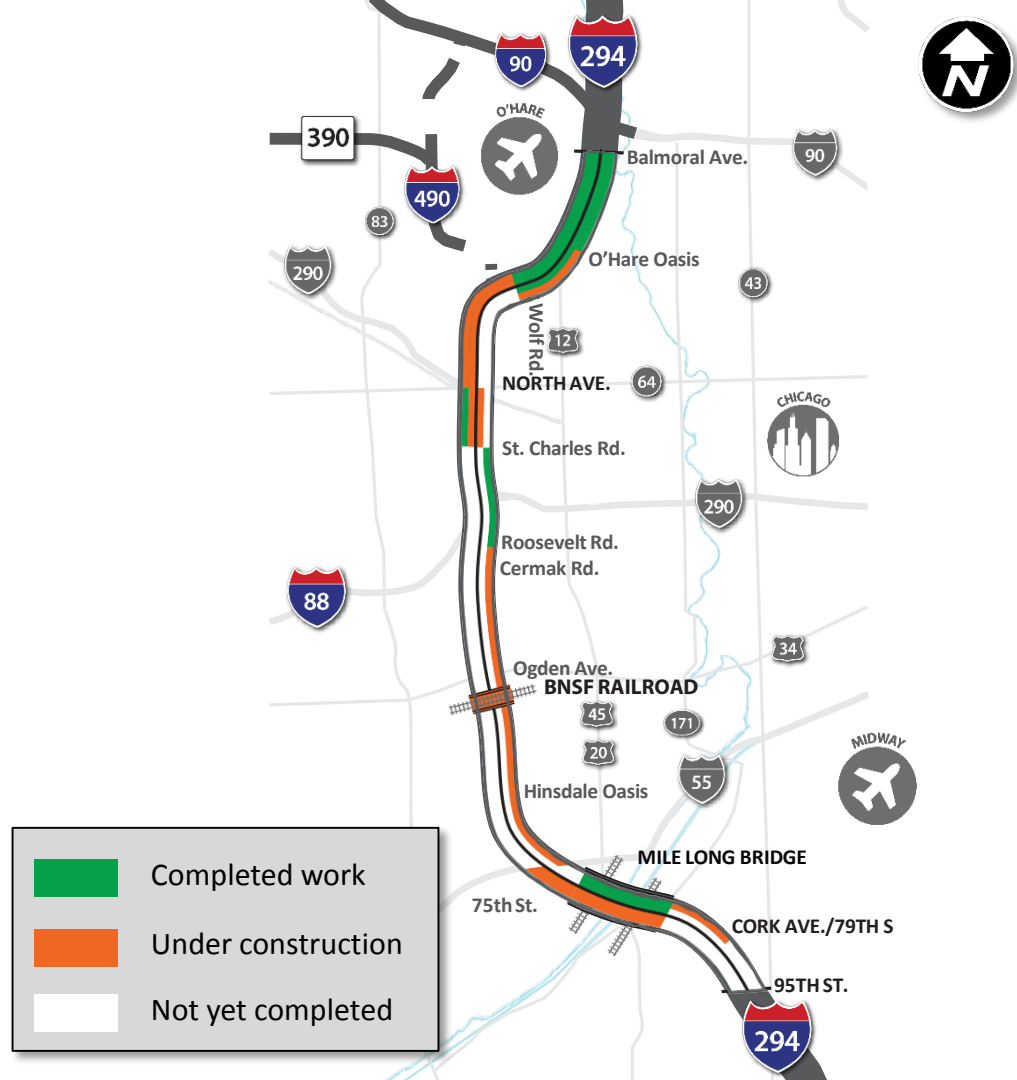 90
294
N
O'HARE
390
Balmoral Ave.
90
490
83
O'Hare Oasis
290
43
Wolf Rd.
12
NORTH AVE.
64
CHICAGO
St. Charles Rd.
290
Roosevelt Rd.
Cermak Rd.
88
34
Ogden Ave.
BNSF RAILROAD
45
171
20
MIDWAY
55
Hinsdale Oasis
MILE LONG BRIDGE
Completed work
75th St.
CORK AVE./79TH S
Under construction
95TH ST.
Not yet completed
294